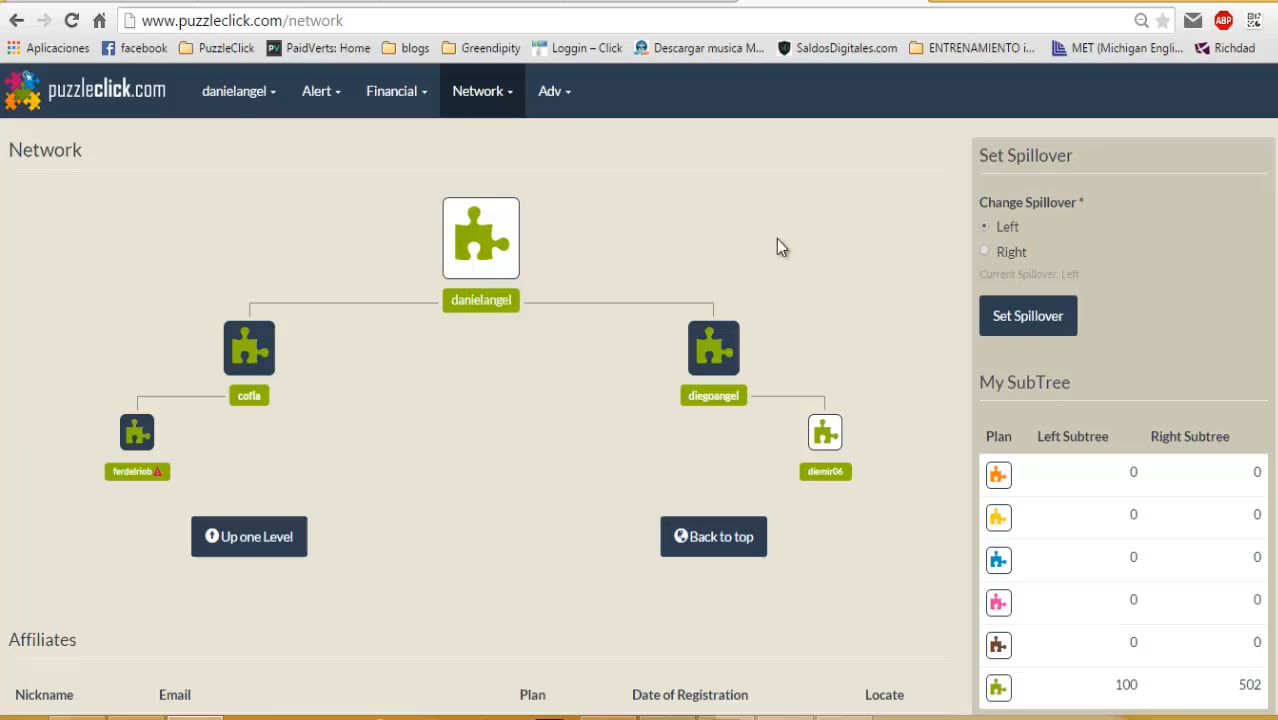 www.puzzleclick.com/network
ABP
Aplicaciones facebook PuzzleClick PaidVerts: Home blogs Greendipity Loggin – Click Descargar musica M... SaldosDigitales.com ENTRENAMIENTO i... MET (Michigan Engli... Richdad
puzzleclick.com danielangel Alert Financial Network Adv
Network
danielangel
cofla
diegoangel
ferdelriob
diemir06
Up one Level
Back to top
Set Spillover
Change Spillover *
Left
Right
Current Spillover: Left
Set Spillover
My SubTree
Plan Left Subtree Right Subtree
0 0
0 0
0 0
0 0
0 0
100 502
Affiliates
Nickname Email Plan Date of Registration Locate